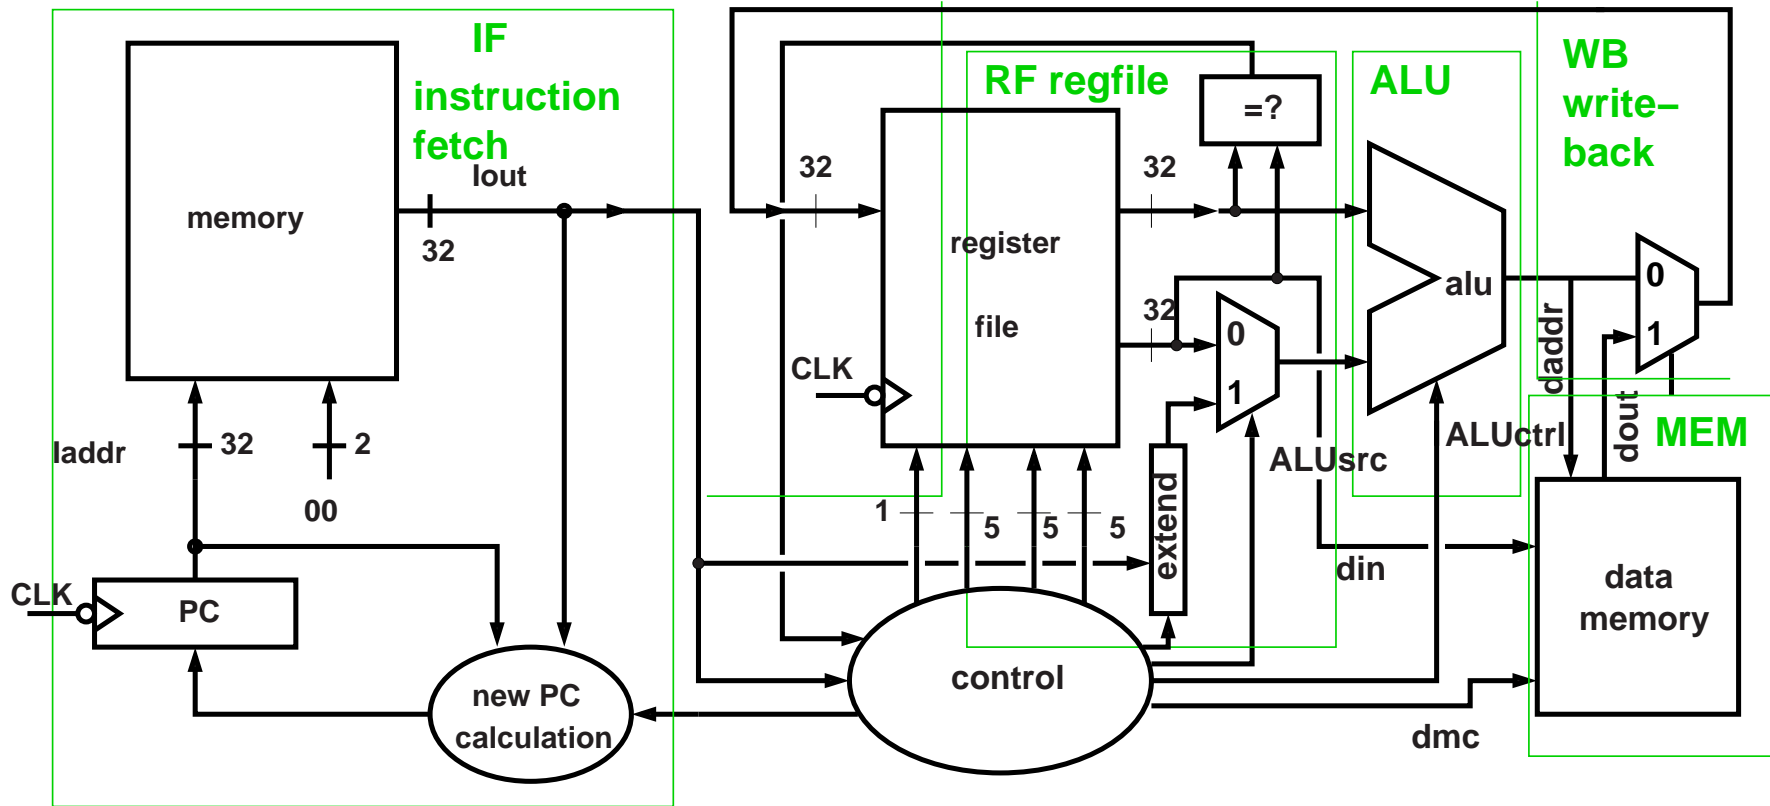 IF
instruction
fetch
Iout
memory
32
Iaddr
32
2
00
CLK
PC
new PC
calculation
RF regfile
=?
32
32
register
file
32
CLK
0
1
1
5
5
5
extend
ALUsrc
control
ALU
alu
ALUctrl
din
dmc
WB
write–
back
0
1
daddr
dout
MEM
data
memory